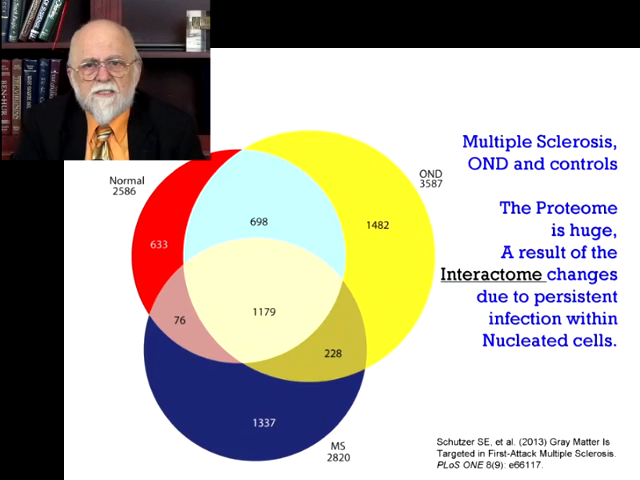 BEN-HUR
Multiple Sclerosis,
OND and controls
The Proteome
is huge,
A result of the
Interactome changes
due to persistent
infection within
Nucleated cells.
Normal
2586
OND
3587
698
1482
633
76
1179
228
1337
MS
2820
Schutzer SE, et al. (2013) Gray Matter Is
Targeted in First-Attack Multiple Sclerosis.
PLoS ONE 8(9): e66117.